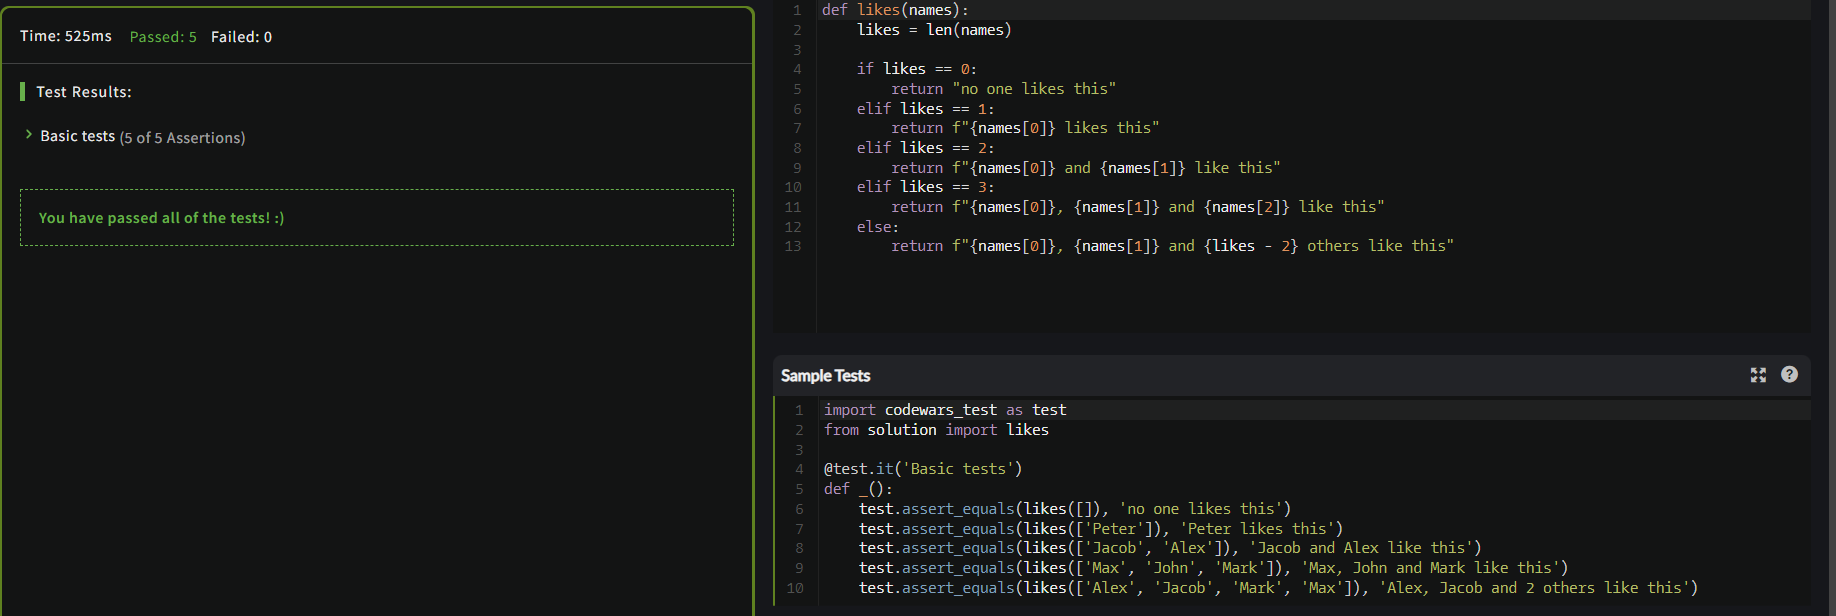 Time: 525ms Passed: 5 Failed: 0
Test Results:
Basic tests (5 of 5 Assertions)
You have passed all of the tests! :)
1 def likes(names):
2     likes = len(names)
3
4     if likes == 0:
5         return "no one likes this"
6     elif likes == 1:
7         return f"{names[0]} likes this"
8     elif likes == 2:
9         return f"{names[0]} and {names[1]} like this"
10     elif likes == 3:
11         return f"{names[0]}, {names[1]} and {names[2]} like this"
12     else:
13         return f"{names[0]}, {names[1]} and {likes - 2} others like this"
Sample Tests ?
1 import codewars_test as test
2 from solution import likes
3
4 @test.it('Basic tests')
5 def _():
6     test.assert_equals(likes([]), 'no one likes this')
7     test.assert_equals(likes(['Peter']), 'Peter likes this')
8     test.assert_equals(likes(['Jacob', 'Alex']), 'Jacob and Alex like this')
9     test.assert_equals(likes(['Max', 'John', 'Mark']), 'Max, John and Mark like this')
10     test.assert_equals(likes(['Alex', 'Jacob', 'Mark', 'Max']), 'Alex, Jacob and 2 others like this')